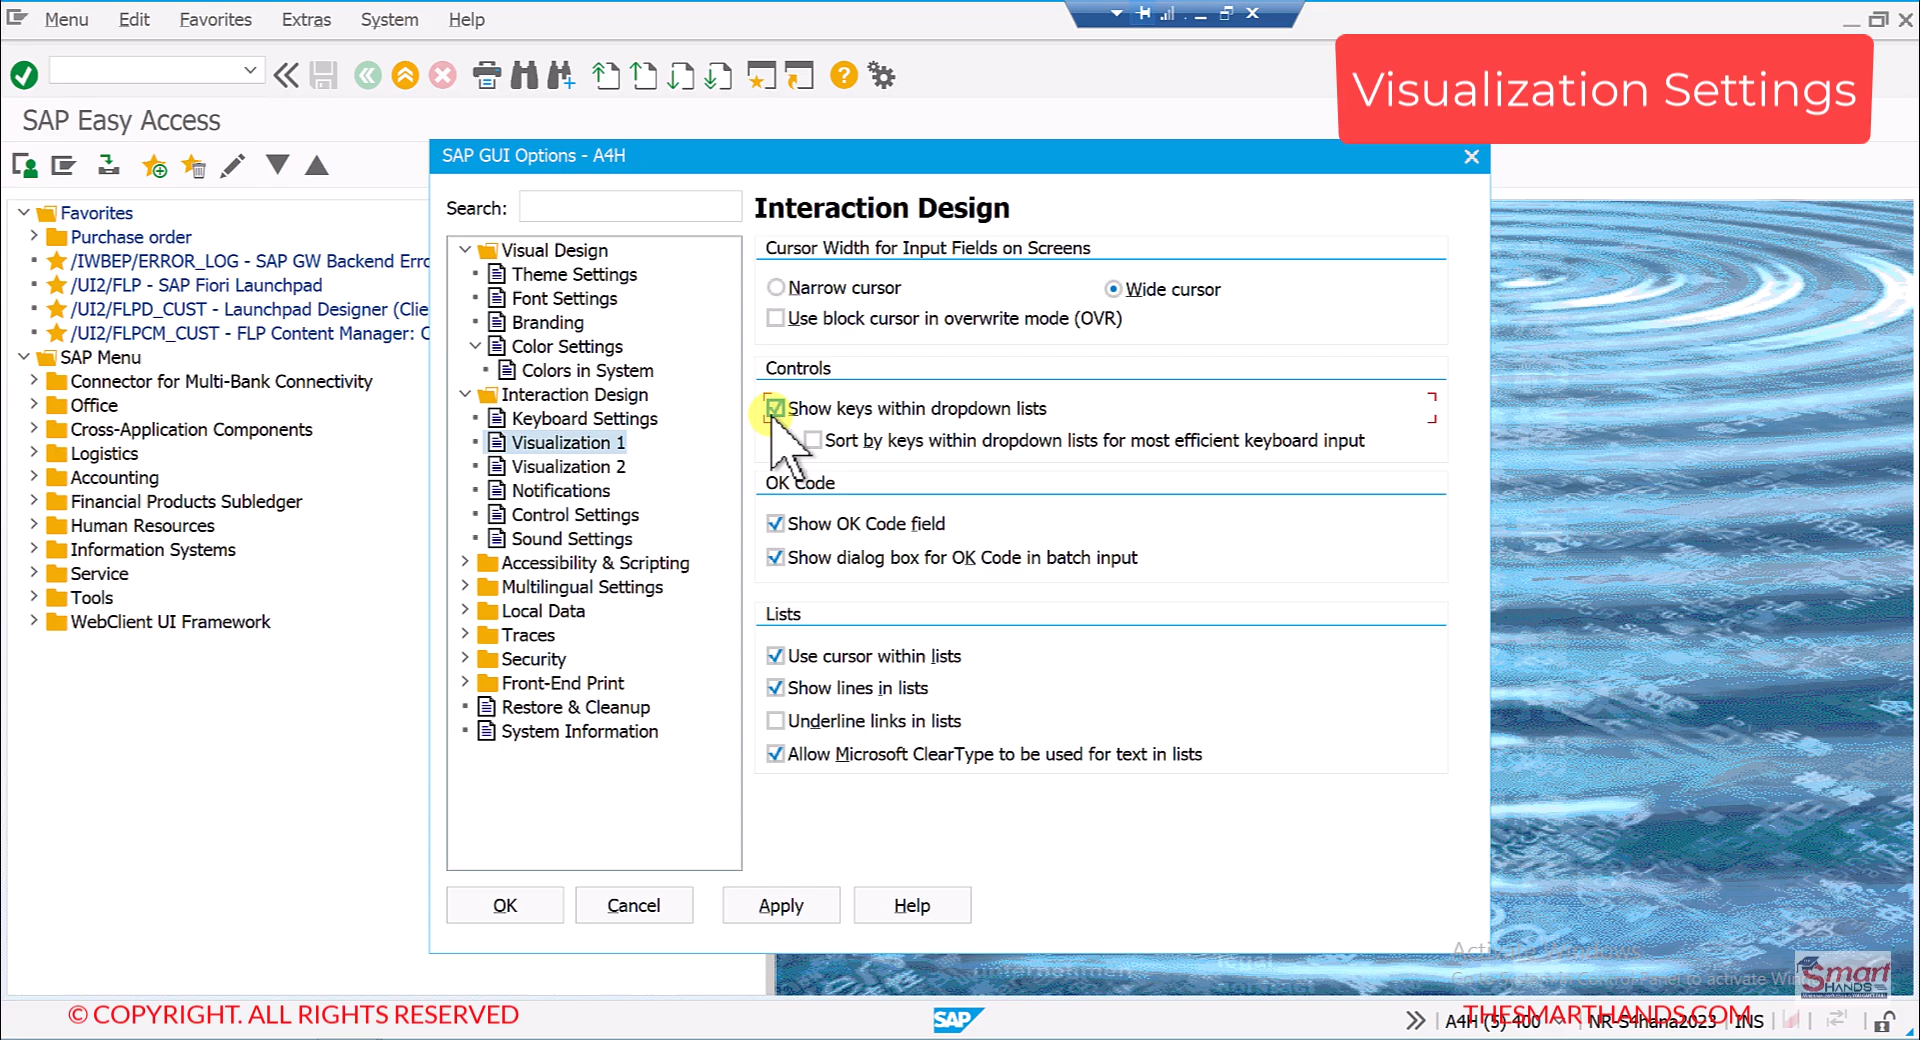 Menu Edit Favorites Extras System Help
Visualization Settings
SAP Easy Access
SAP GUI Options - A4H
Favorites
Purchase order
/IWBEP/ERROR_LOG - SAP GW Backend Erro
/UI2/FLP - SAP Fiori Launchpad
/UI2/FLPD_CUST - Launchpad Designer (Clie
/UI2/FLPCM_CUST - FLP Content Manager: C
SAP Menu
Connector for Multi-Bank Connectivity
Office
Cross-Application Components
Logistics
Accounting
Financial Products Subledger
Human Resources
Information Systems
Service
Tools
WebClient UI Framework
Search:
Visual Design
Theme Settings
Font Settings
Branding
Color Settings
Colors in System
Interaction Design
Keyboard Settings
Visualization 1
Visualization 2
Notifications
Control Settings
Sound Settings
Accessibility & Scripting
Multilingual Settings
Local Data
Traces
Security
Front-End Print
Restore & Cleanup
System Information
Interaction Design
Cursor Width for Input Fields on Screens
Narrow cursor Wide cursor
Use block cursor in overwrite mode (OVR)
Controls
Show keys within dropdown lists
Sort by keys within dropdown lists for most efficient keyboard input
OK Code
Show OK Code field
Show dialog box for OK Code in batch input
Lists
Use cursor within lists
Show lines in lists
Underline links in lists
Allow Microsoft ClearType to be used for text in lists
OK Cancel Apply Help
Activate Windows
Smart
HANDS
© COPYRIGHT. ALL RIGHTS RESERVED
SAP
THESMARTHANDS.COM
A4H (5) 400 NR-S4hana2023 INS